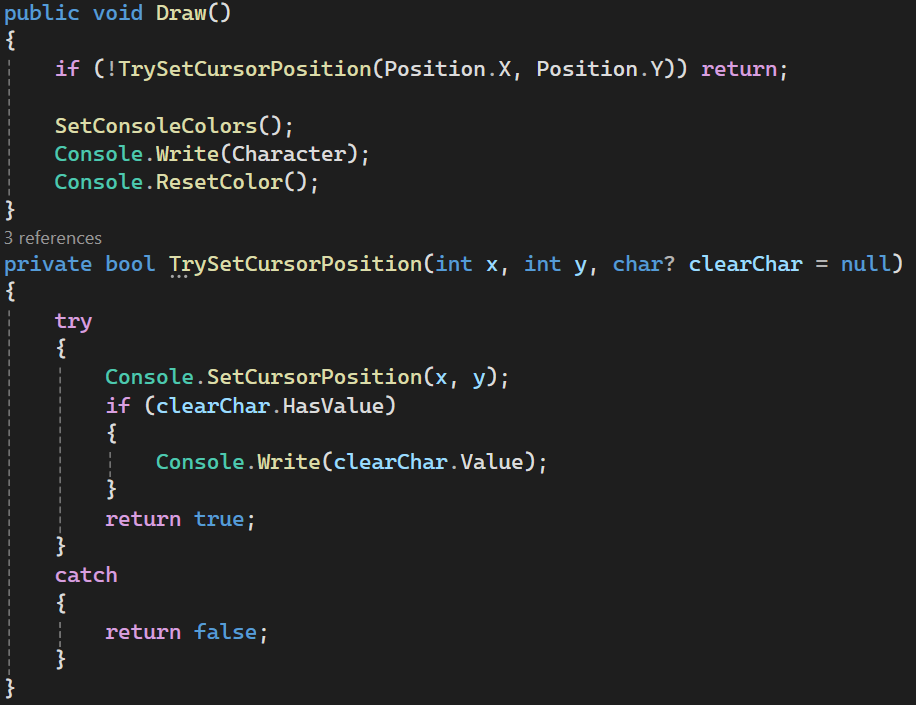 public void Draw()
{
if (!TrySetCursorPosition(Position.X, Position.Y)) return;
SetConsoleColors();
Console.Write(Character);
Console.ResetColor();
}
3 references
private bool TrySetCursorPosition(int x, int y, char? clearChar = null)
{
try
{
Console.SetCursorPosition(x, y);
if (clearChar.HasValue)
{
Console.Write(clearChar.Value);
}
return true;
}
catch
{
return false;
}
}